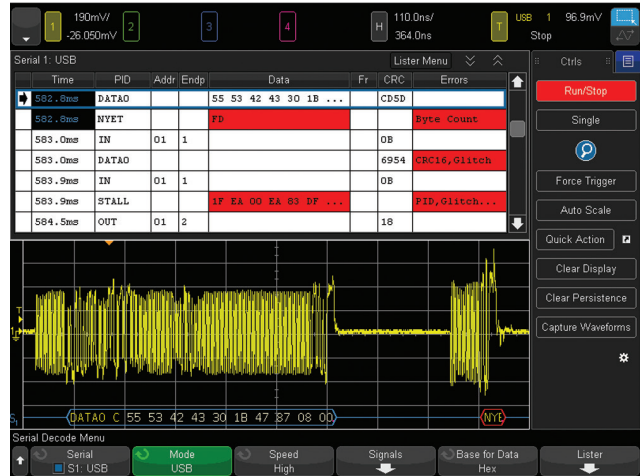 1 190mV/ 2 3 4 H 110.0ns/ T USB 1 96.9mV
-26.050mV 364.0ns Stop
Serial 1: USB Lister Menu Ctrls
Time PID Addr Endp Data Fr CRC Errors
582.8ms DATA0 55 53 42 43 30 1B ... CD5D
582.8ms NYET FD Byte Count
583.0ms IN 01 1 0B
583.0ms DATA0 6954 CRC16,Glitch
583.9ms IN 01 1 0B
583.9ms STALL 1F EA 00 EA 83 DF ... PID,Glitch...
584.5ms OUT 01 2 18
Run/Stop
Single
Force Trigger
Auto Scale
Quick Action
Clear Display
Clear Persistence
Capture Waveforms
T
1
S1 DATA0 C 55 53 42 43 30 1B 47 87 08 00 NYE
Serial Decode Menu
Serial Mode Speed Signals Base for Data Lister
S1: USB USB High Hex